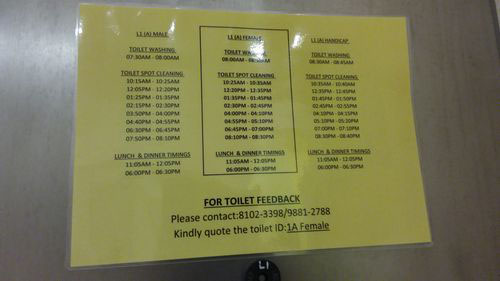 L1 (A) MALE
TOILET WASHING
07:30AM - 08:00AM
TOILET SPOT CLEANING
10:15AM - 10:25AM
12:05PM - 12:20PM
01:25PM - 01:35PM
02:15PM - 02:30PM
03:50PM - 04:00PM
04:40PM - 04:55PM
06:30PM - 06:45PM
07:50PM - 08:10PM
LUNCH & DINNER TIMINGS
11:05AM - 12:05PM
06:00PM - 06:30PM
L1 (A) FEMALE
TOILET WASHING
08:00AM -
TOILET SPOT CLEANING
10:25AM - 10:35AM
12:20PM - 12:35PM
01:35PM - 01:45PM
02:30PM - 02:45PM
04:00PM - 04:10PM
04:55PM - 05:10PM
06:45PM - 07:00PM
08:10PM - 08:30PM
LUNCH & DINNER TIMINGS
11:05AM - 12:05PM
06:00PM - 06:30PM
L1 (A) HANDICAP
TOILET WASHING
08:30AM - 08:45AM
TOILET SPOT CLEANING
10:35AM - 10:45AM
12:35PM - 12:40PM
01:45PM - 01:50PM
02:45PM - 02:55PM
04:10PM - 04:15PM
05:10PM - 05:20PM
07:00PM - 07:10PM
08:30PM - 08:40PM
LUNCH & DINNER TIMINGS
11:05AM - 12:05PM
06:00PM - 06:30PM
FOR TOILET FEEDBACK
Please contact:8102-3398/9881-2788
Kindly quote the toilet ID:1A Female
L1